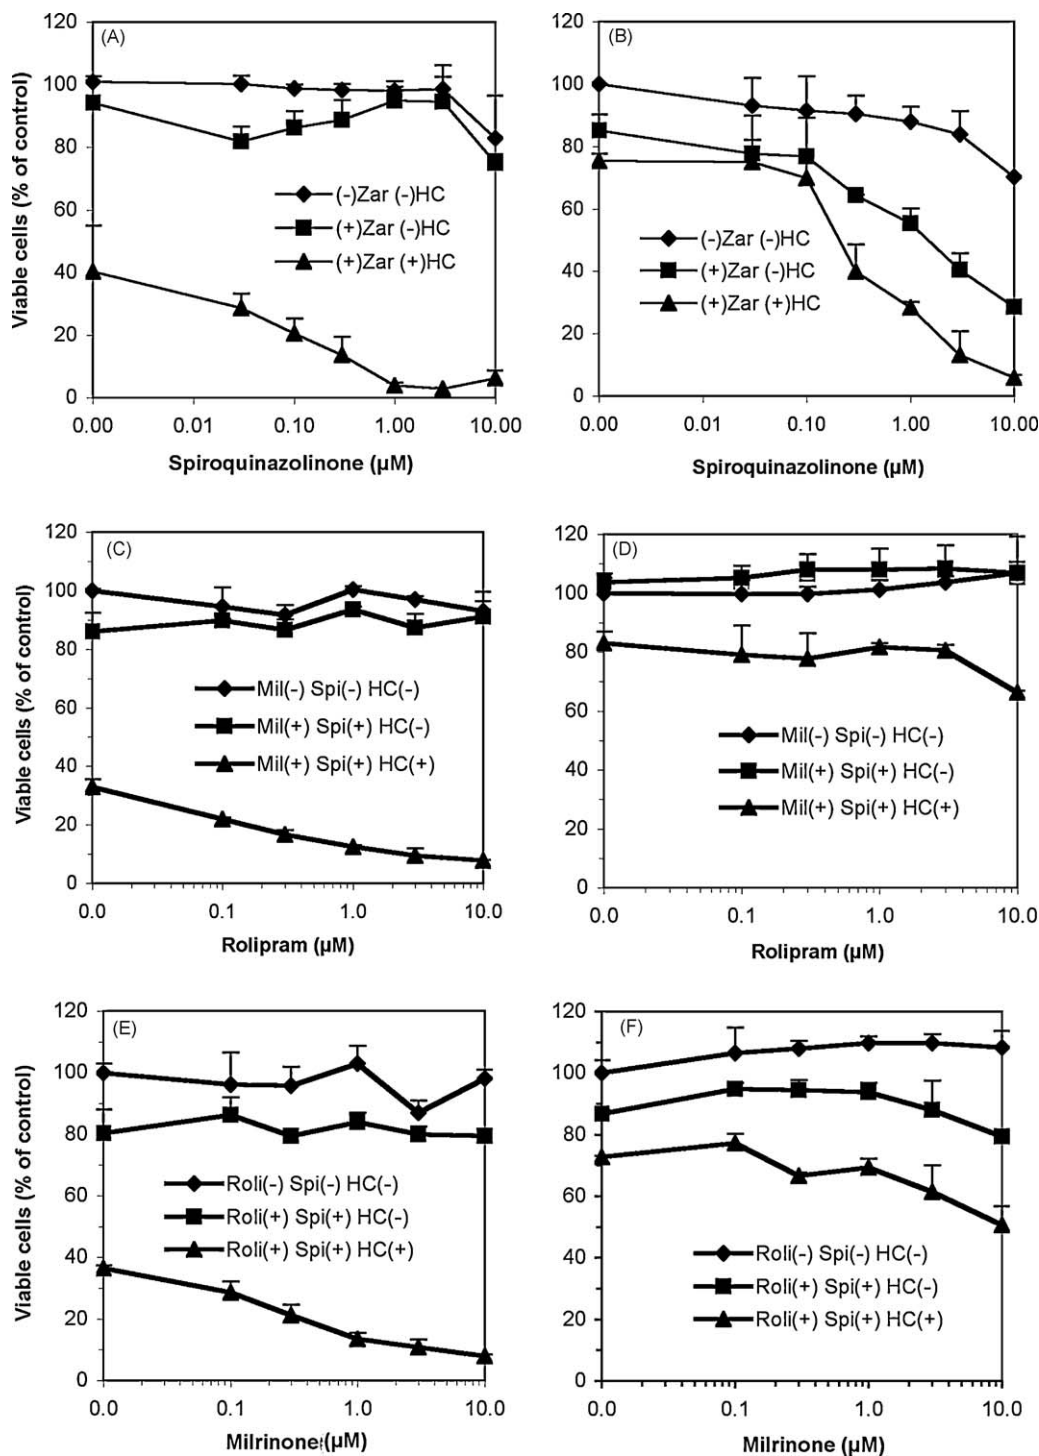 (A)
Viable cells (% of control)
120
100
80
60
40
20
0
(-)Zar (-)HC
(+)Zar (-)HC
(+)Zar (+)HC
0.00 0.01 0.10 1.00 10.00
Spiroquinazolinone (µM)
(B)
120
100
80
60
40
20
0
(-)Zar (-)HC
(+)Zar (-)HC
(+)Zar (+)HC
0.00 0.01 0.10 1.00 10.00
Spiroquinazolinone (µM)
(C)
Viable cells (% of control)
120
100
80
60
40
20
0
Mil(-) Spi(-) HC(-)
Mil(+) Spi(+) HC(-)
Mil(+) Spi(+) HC(+)
0.0 0.1 1.0 10.0
Rolipram (µM)
(D)
120
100
80
60
40
20
0
Mil(-) Spi(-) HC(-)
Mil(+) Spi(+) HC(-)
Mil(+) Spi(+) HC(+)
0.0 0.1 1.0 10.0
Rolipram (µM)
(E)
Viable cells (% of control)
120
100
80
60
40
20
0
Roli(-) Spi(-) HC(-)
Roli(+) Spi(+) HC(-)
Roli(+) Spi(+) HC(+)
0.0 0.1 1.0 10.0
Milrinone (µM)
(F)
120
100
80
60
40
20
0
Roli(-) Spi(-) HC(-)
Roli(+) Spi(+) HC(-)
Roli(+) Spi(+) HC(+)
0.0 0.1 1.0 10.0
Milrinone (µM)